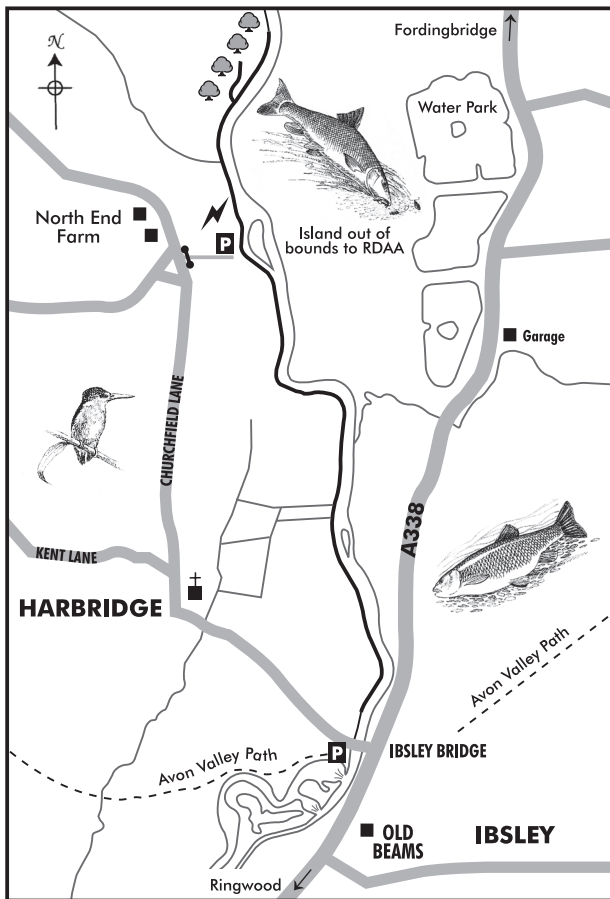 Fordingbridge
N
Water Park
North End
Farm
P
Island out of
bounds to RDAA
Garage
CHURCHFIELD LANE
A338
KENT LANE
HARBRIDGE
Avon Valley Path
P
IBSLEY BRIDGE
Avon Valley Path
OLD
BEAMS
IBSLEY
Ringwood